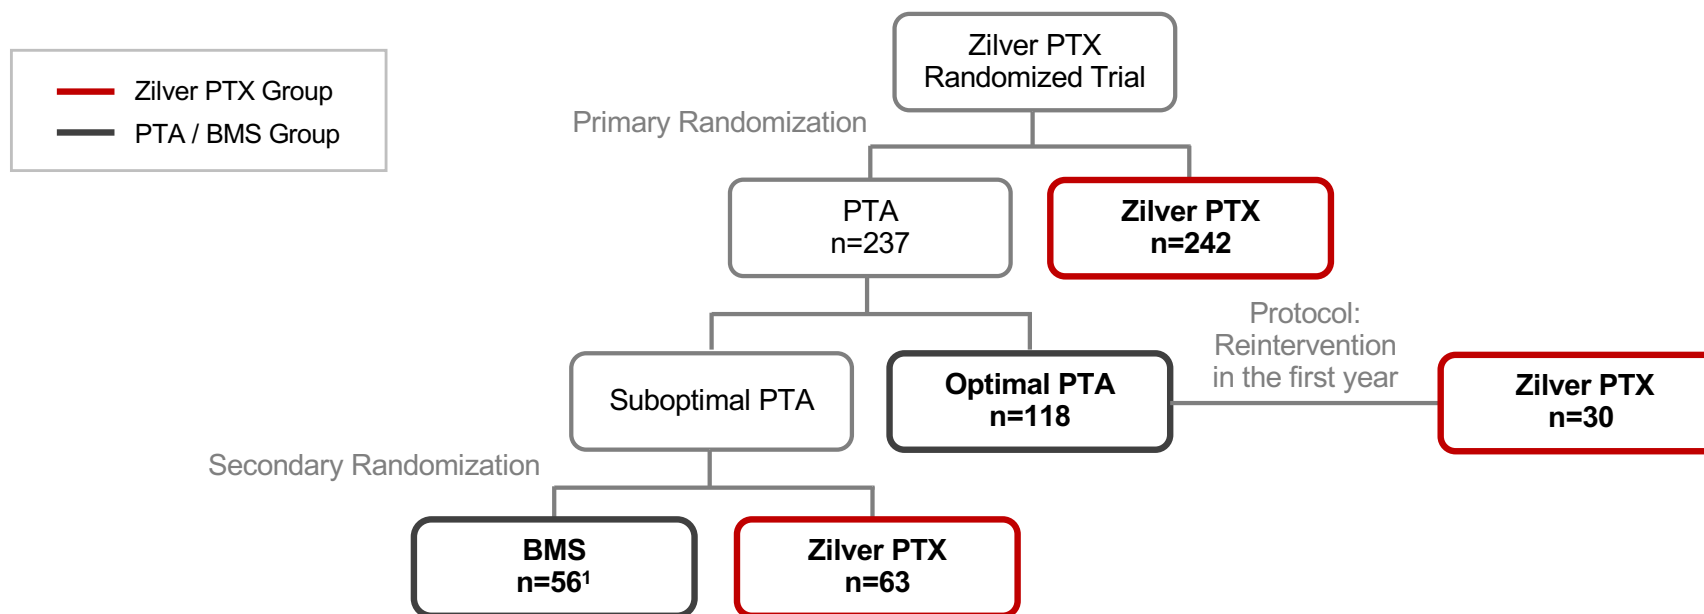 Zilver PTX Group
PTA / BMS Group
Zilver PTX
Randomized Trial
Primary Randomization
PTA
n=237
Zilver PTX
n=242
Protocol:
Reintervention
in the first year
Suboptimal PTA
Optimal PTA
n=118
Zilver PTX
n=30
Secondary Randomization
BMS
n=56¹
Zilver PTX
n=63